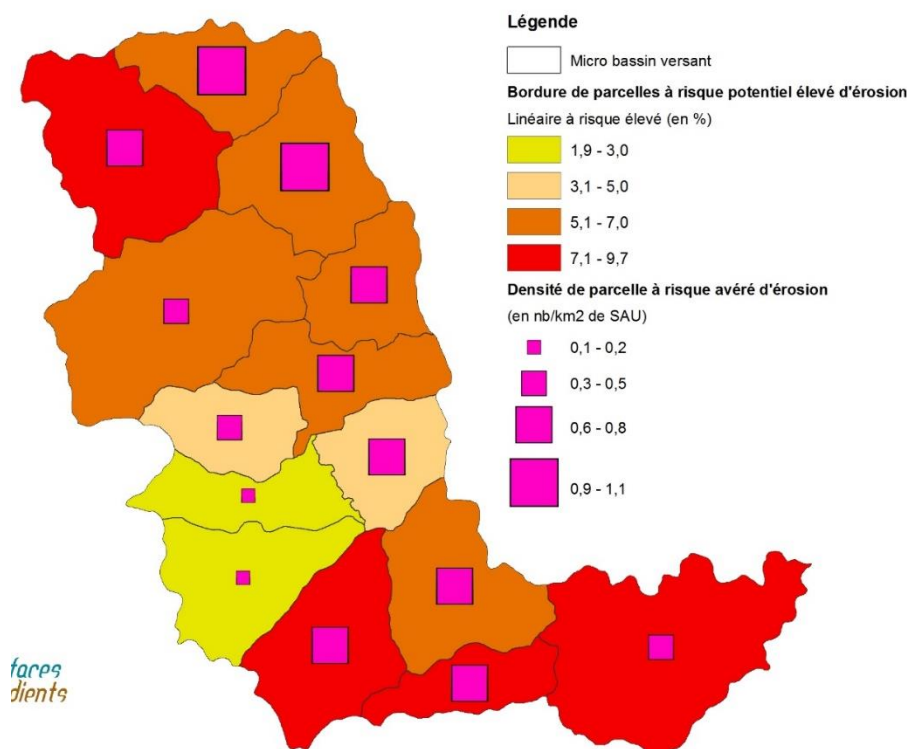 Légende
Micro bassin versant
Bordure de parcelles à risque potentiel élevé d'érosion
Linéaire à risque élevé (en %)
1,9 - 3,0
3,1 - 5,0
5,1 - 7,0
7,1 - 9,7
Densité de parcelle à risque avéré d'érosion
(en nb/km2 de SAU)
0,1 - 0,2
0,3 - 0,5
0,6 - 0,8
0,9 - 1,1
faces
dients